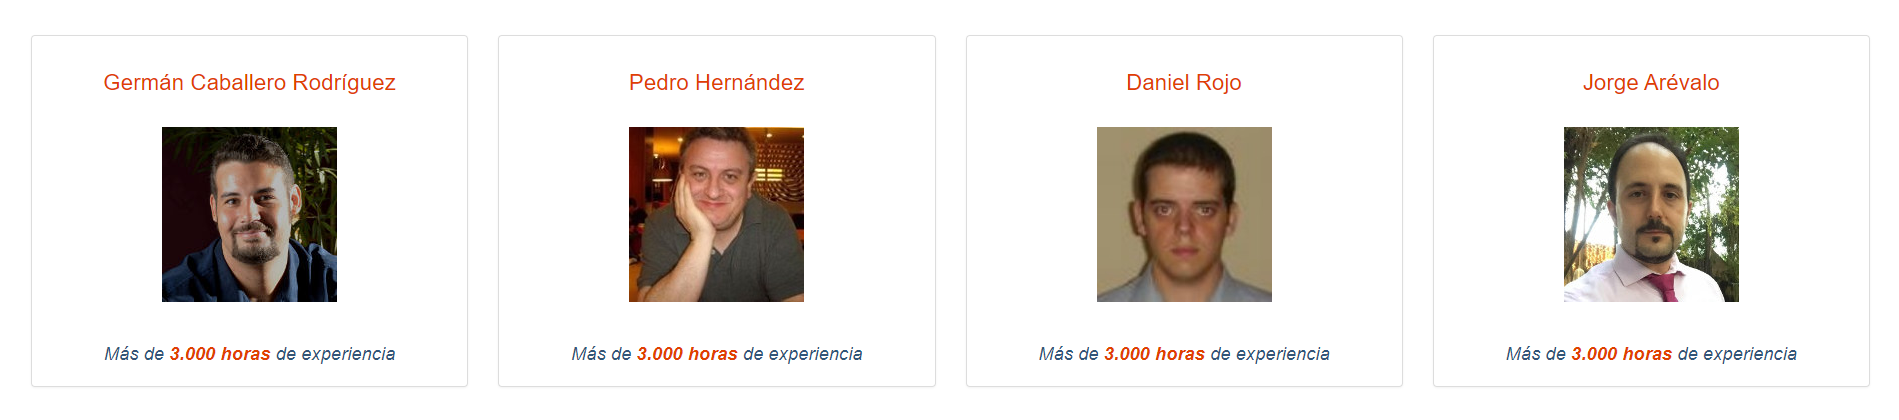 Germán Caballero Rodríguez
Más de 3.000 horas de experiencia
Pedro Hernández
Más de 3.000 horas de experiencia
Daniel Rojo
Más de 3.000 horas de experiencia
Jorge Arévalo
Más de 3.000 horas de experiencia